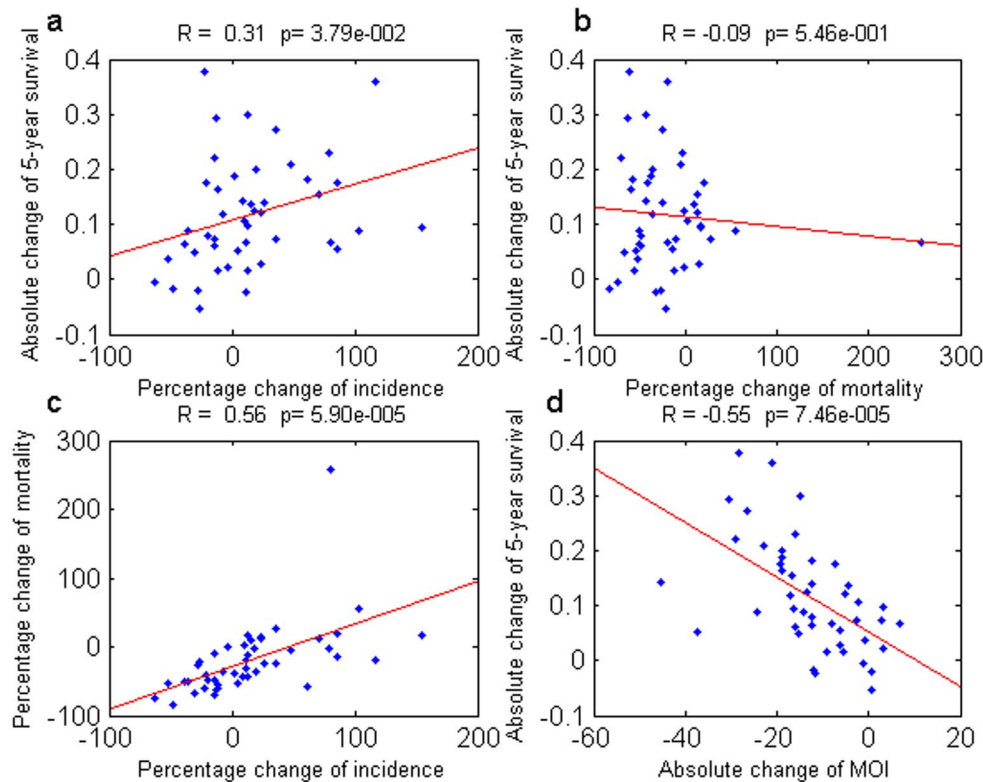 a
R = 0.31 p= 3.79e-002
Absolute change of 5-year survival
0.4
0.3
0.2
0.1
0
-0.1
-100 0 100 200
Percentage change of incidence
b
R = -0.09 p= 5.46e-001
Absolute change of 5-year survival
0.4
0.3
0.2
0.1
0
-0.1
-100 0 100 200 300
Percentage change of mortality
c
R = 0.56 p= 5.90e-005
Percentage change of mortality
300
200
100
0
-100
-100 0 100 200
Percentage change of incidence
d
R = -0.55 p= 7.46e-005
Absolute change of 5-year survival
0.4
0.3
0.2
0.1
0
-0.1
-60 -40 -20 0 20
Absolute change of MOI